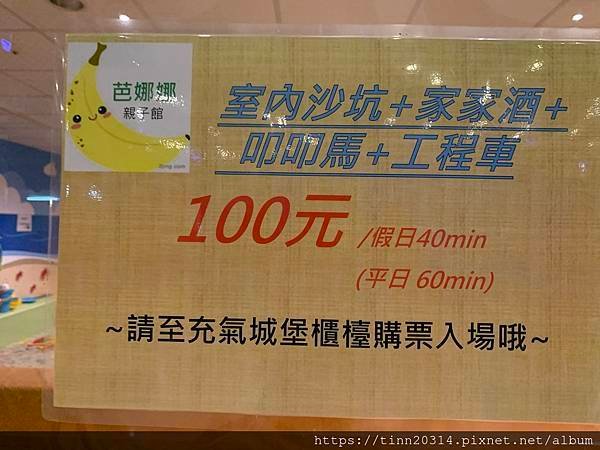 芭娜娜
親子館
室內沙坑+家家酒+
叩叩馬+工程車
100元 /假日40min
(平日 60min)
~請至充氣城堡櫃檯購票入場哦~
https://tinn20314.pixnet.net/album